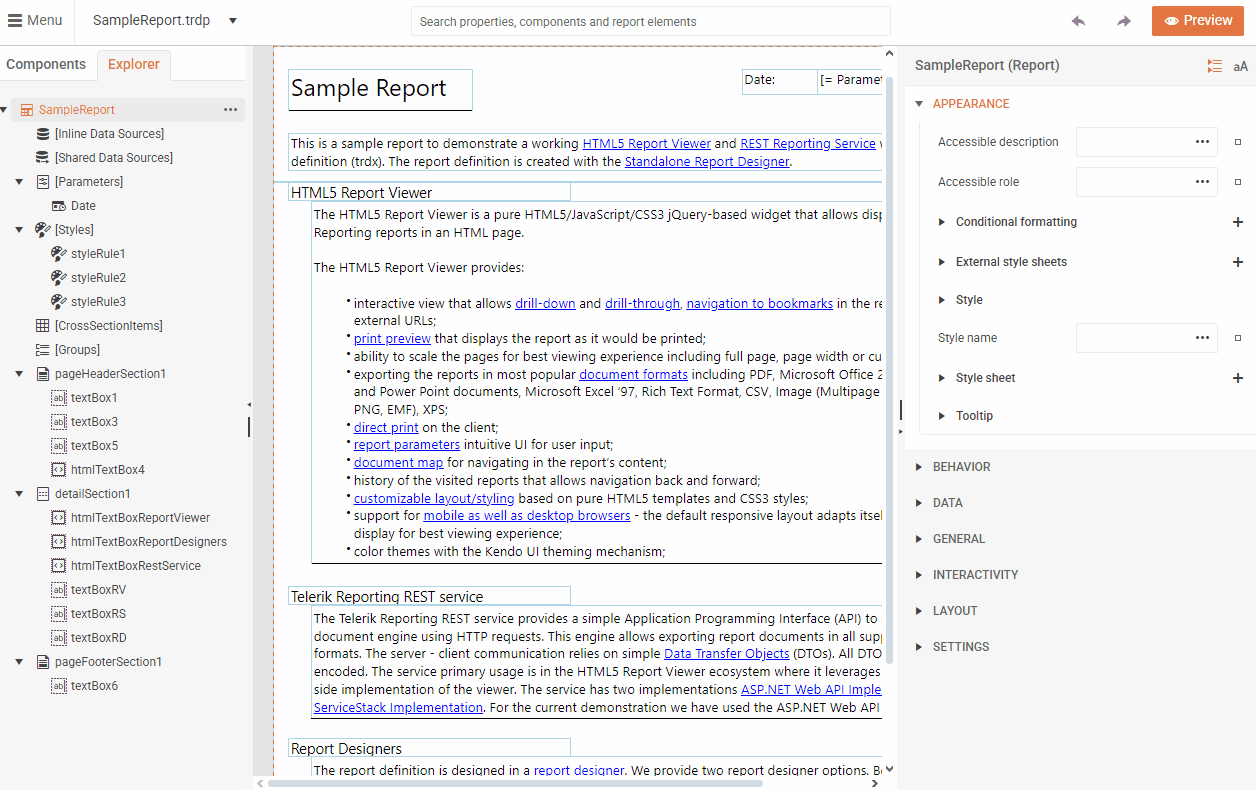 Menu
SampleReport.trdp
Search properties, components and report elements
Preview
Components
Explorer
SampleReport
[Inline Data Sources]
[Shared Data Sources]
[Parameters]
Date
[Styles]
styleRule1
styleRule2
styleRule3
[CrossSectionItems]
[Groups]
pageHeaderSection1
textBox1
textBox3
textBox5
htmlTextBox4
detailSection1
htmlTextBoxReportViewer
htmlTextBoxReportDesigners
htmlTextBoxRestService
textBoxRV
textBoxRS
textBoxRD
pageFooterSection1
textBox6
Sample Report
Date:
[= Paramet
This is a sample report to demonstrate a working HTML5 Report Viewer and REST Reporting Service
definition (trdx). The report definition is created with the Standalone Report Designer.
HTML5 Report Viewer
The HTML5 Report Viewer is a pure HTML5/JavaScript/CSS3 jQuery-based widget that allows disp
Reporting reports in an HTML page.
The HTML5 Report Viewer provides:
• interactive view that allows drill-down and drill-through, navigation to bookmarks in the re
external URLs;
• print preview that displays the report as it would be printed;
• ability to scale the pages for best viewing experience including full page, page width or cu
• exporting the reports in most popular document formats including PDF, Microsoft Office 2
and Power Point documents, Microsoft Excel ‘97, Rich Text Format, CSV, Image (Multipage
PNG, EMF), XPS;
• direct print on the client;
• report parameters intuitive UI for user input;
• document map for navigating in the report’s content;
• history of the visited reports that allows navigation back and forward;
• customizable layout/styling based on pure HTML5 templates and CSS3 styles;
• support for mobile as well as desktop browsers - the default responsive layout adapts itsel
display for best viewing experience;
• color themes with the Kendo UI theming mechanism;
Telerik Reporting REST service
The Telerik Reporting REST service provides a simple Application Programming Interface (API) to
document engine using HTTP requests. This engine allows exporting report documents in all supp
formats. The server - client communication relies on simple Data Transfer Objects (DTOs). All DTO
encoded. The service primary usage is in the HTML5 Report Viewer ecosystem where it leverages
side implementation of the viewer. The service has two implementations ASP.NET Web API Imple
ServiceStack Implementation. For the current demonstration we have used the ASP.NET Web API
Report Designers
The report definition is designed in a report designer. We provide two report designer options. B
SampleReport (Report)
aA
APPEARANCE
Accessible description
Accessible role
Conditional formatting
External style sheets
Style
Style name
Style sheet
Tooltip
BEHAVIOR
DATA
GENERAL
INTERACTIVITY
LAYOUT
SETTINGS